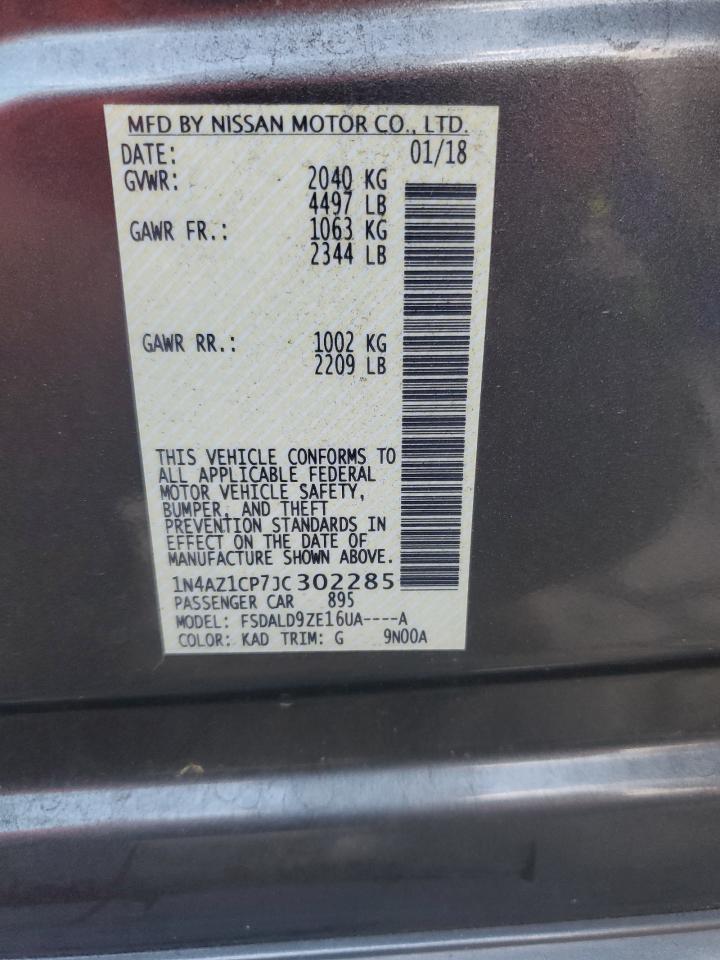 MFD BY NISSAN MOTOR CO., LTD.
DATE: 01/18
GVWR: 2040 KG
4497 LB
GAWR FR.: 1063 KG
2344 LB
GAWR RR.: 1002 KG
2209 LB
THIS VEHICLE CONFORMS TO
ALL APPLICABLE FEDERAL
MOTOR VEHICLE SAFETY,
BUMPER, AND THEFT
PREVENTION STANDARDS IN
EFFECT ON THE DATE OF
MANUFACTURE SHOWN ABOVE.
1N4AZ1CP7JC302285
PASSENGER CAR 895
MODEL: FSDALD9ZE16UA----A
COLOR: KAD TRIM: G 9N00A